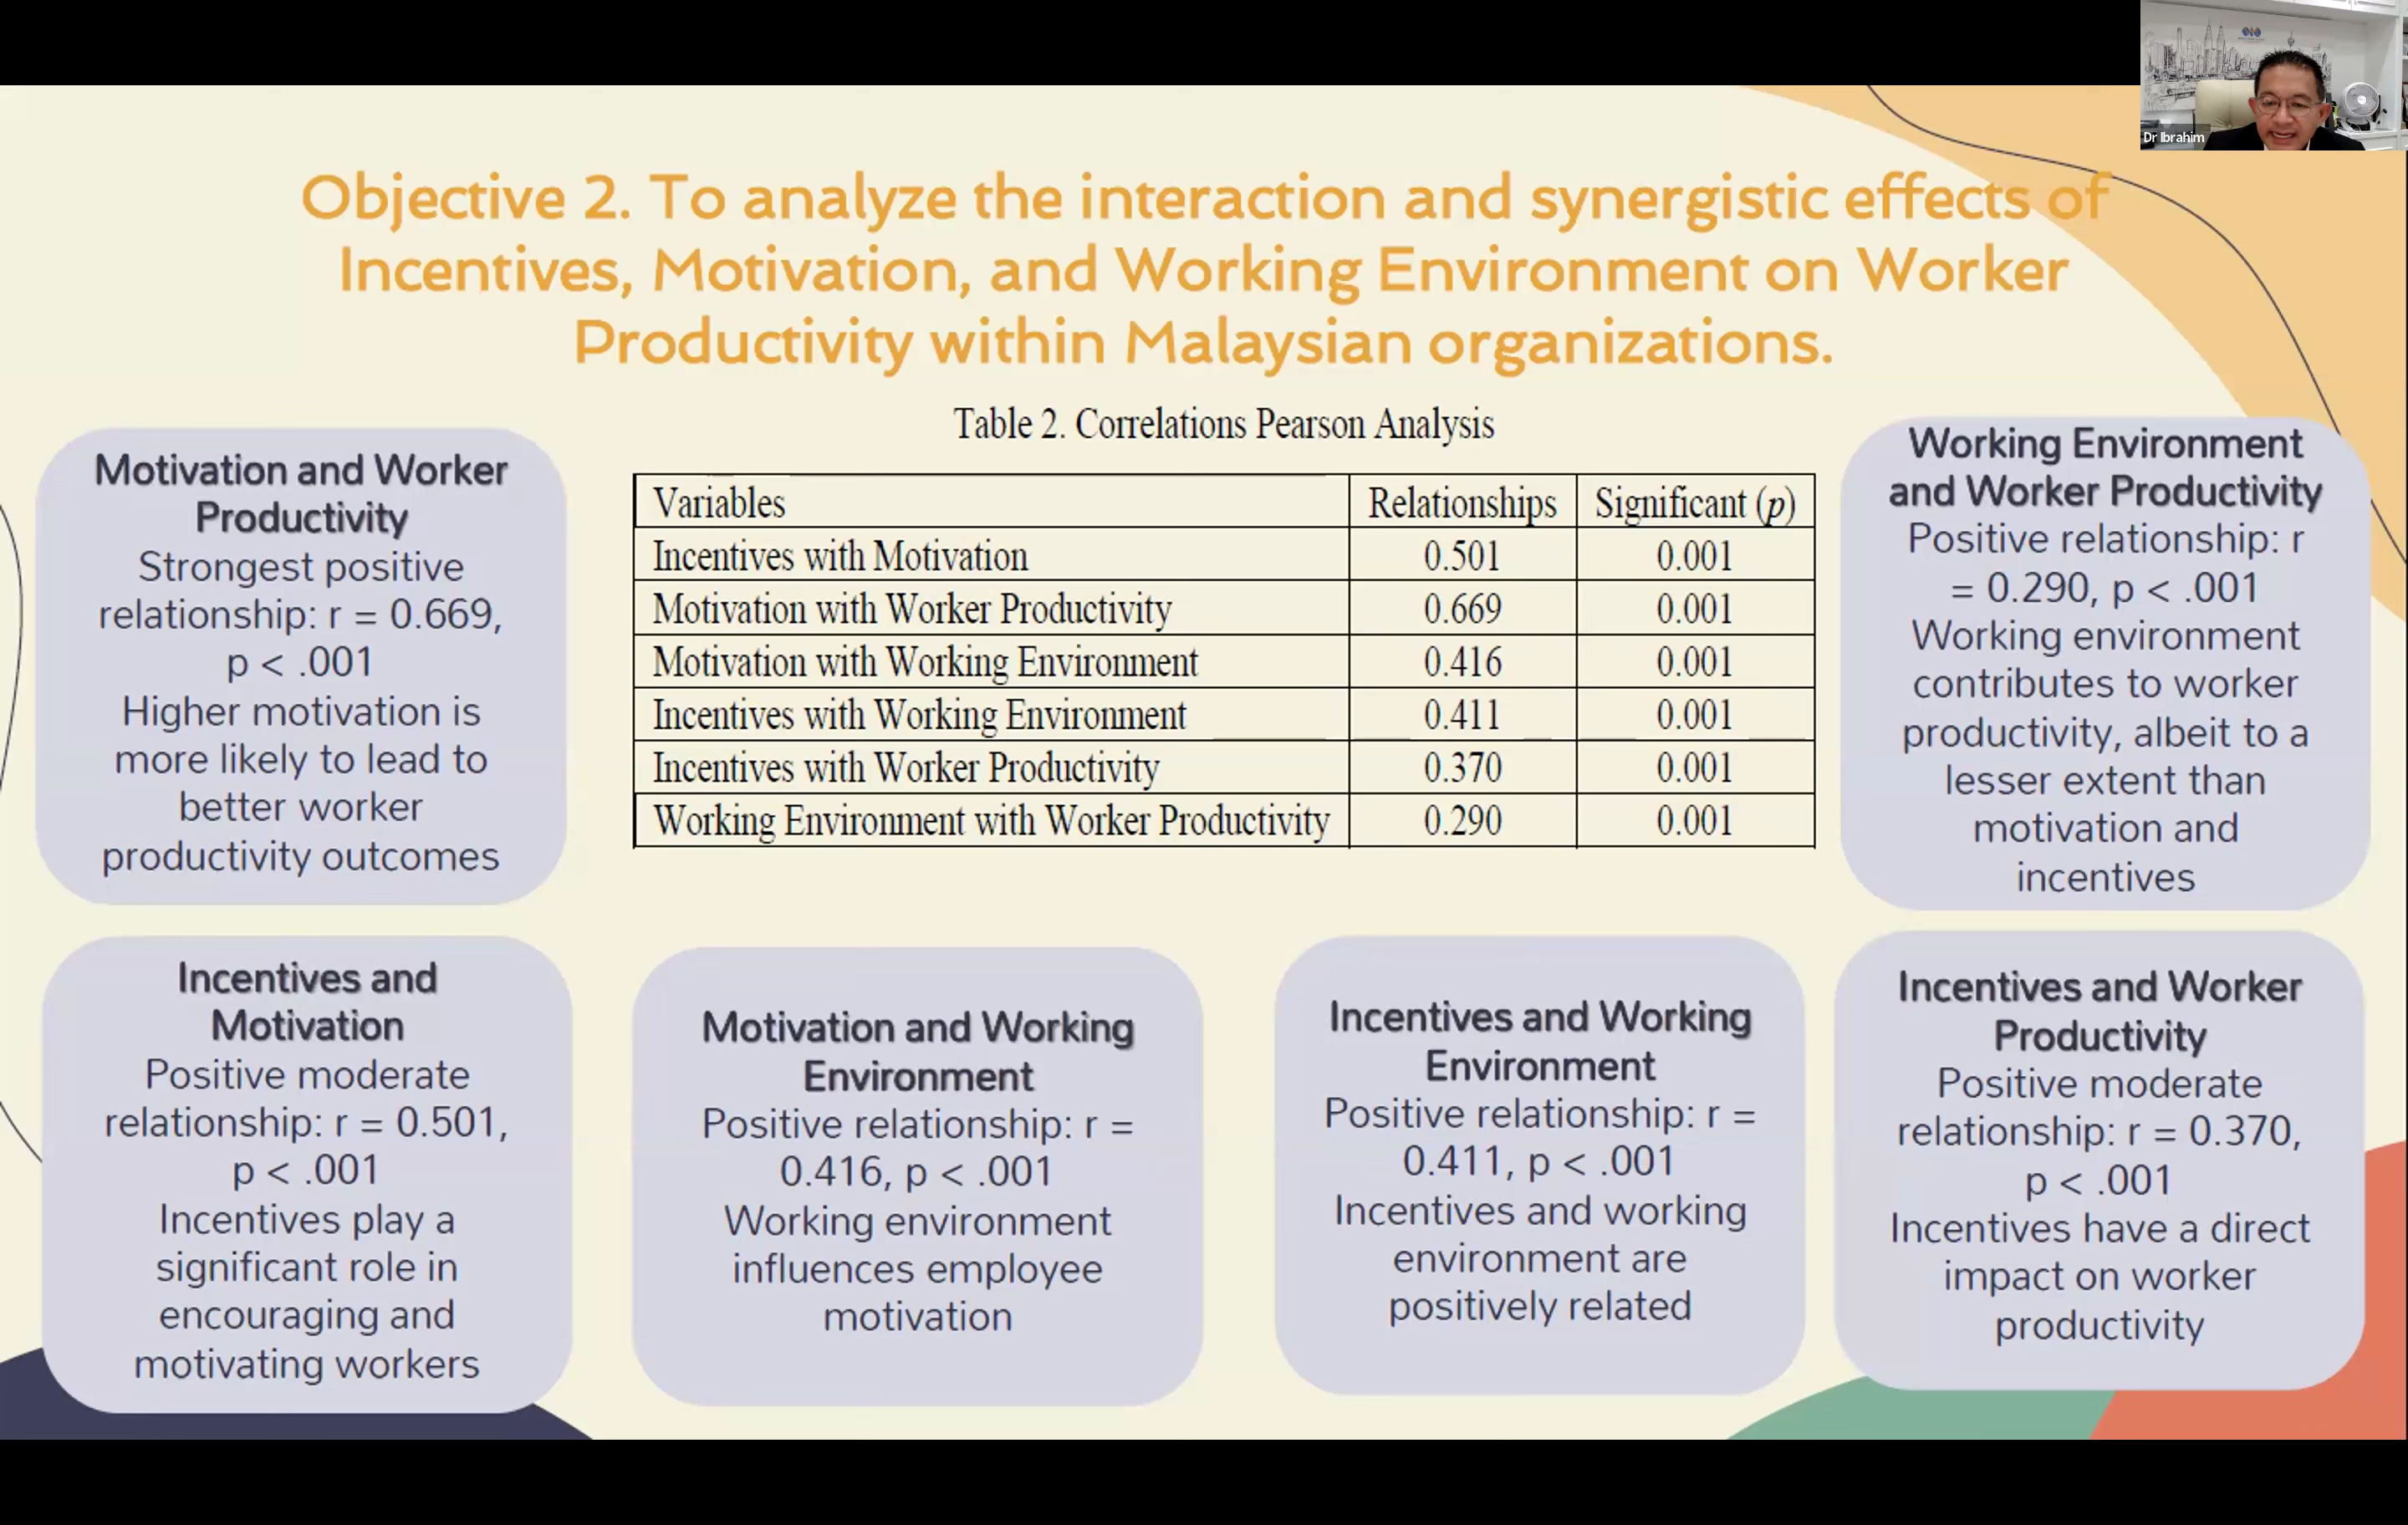 Dr Ibrahim
Objective 2. To analyze the interaction and synergistic effects of
Incentives, Motivation, and Working Environment on Worker
Productivity within Malaysian organizations.
Motivation and Worker
Productivity
Strongest positive
relationship: r = 0.669,
p < .001
Higher motivation is
more likely to lead to
better worker
productivity outcomes
Table 2. Correlations Pearson Analysis
Variables Relationships Significant (p)
Incentives with Motivation 0.501 0.001
Motivation with Worker Productivity 0.669 0.001
Motivation with Working Environment 0.416 0.001
Incentives with Working Environment 0.411 0.001
Incentives with Worker Productivity 0.370 0.001
Working Environment with Worker Productivity 0.290 0.001
Working Environment
and Worker Productivity
Positive relationship: r
= 0.290, p < .001
Working environment
contributes to worker
productivity, albeit to a
lesser extent than
motivation and
incentives
Incentives and
Motivation
Positive moderate
relationship: r = 0.501,
p < .001
Incentives play a
significant role in
encouraging and
motivating workers
Motivation and Working
Environment
Positive relationship: r =
0.416, p < .001
Working environment
influences employee
motivation
Incentives and Working
Environment
Positive relationship: r =
0.411, p < .001
Incentives and working
environment are
positively related
Incentives and Worker
Productivity
Positive moderate
relationship: r = 0.370,
p < .001
Incentives have a direct
impact on worker
productivity